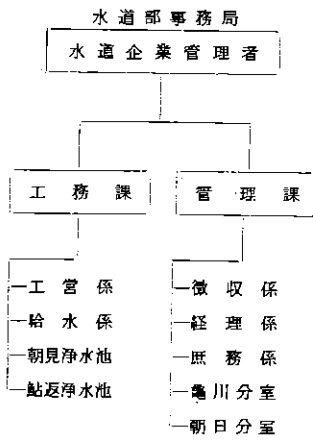 水道部事務局
水道企業管理者
工務課
管理課
工営係
給水係
朝見浄水池
鮎返浄水池
徴収係
経理係
庶務係
亀川分室
朝日分室